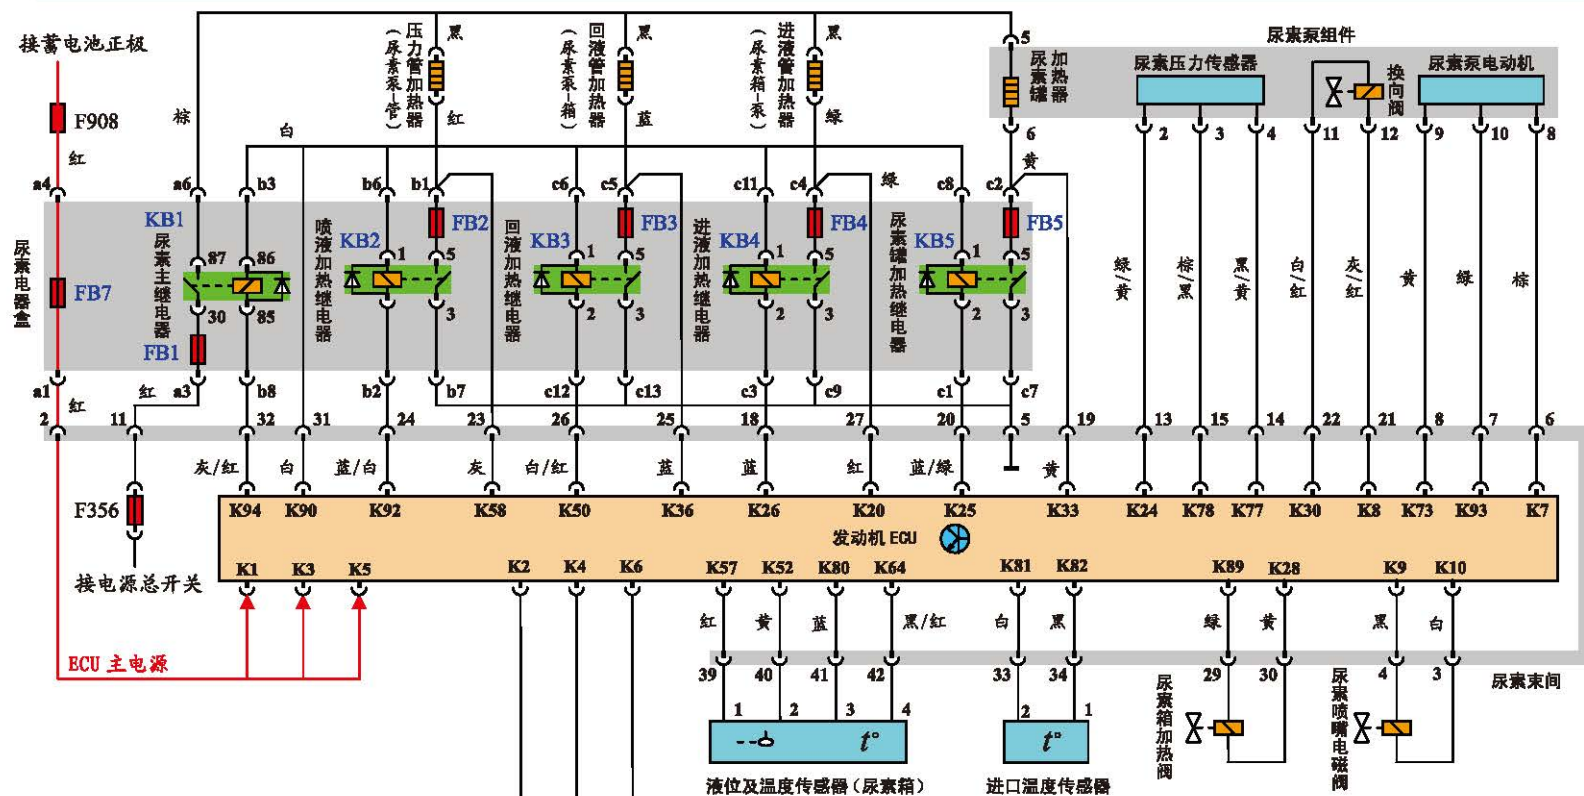 接蓄电池正极
F908
红
a4
尿素电器盒
FB7
a1
红
2
棕
白
压力管加热器
（尿素泵-管）
黑
红
回液管加热器
（尿素泵-箱）
黑
蓝
进液管加热器
（尿素箱-泵）
黑
绿
5
尿素罐
加热器
6
黄
尿素泵组件
尿素压力传感器
换向阀
尿素泵电动机
2
3
4
11
12
9
10
8
a6
b3
b6
b1
c6
c5
c11
c4
绿
c8
c2
KB1
尿素主继电器
87
86
30
85
FB1
喷液加热继电器
KB2
1
5
FB2
2
3
回液加热继电器
KB3
1
5
FB3
2
3
进液加热继电器
KB4
1
5
FB4
2
3
尿素罐加热继电器
KB5
1
5
FB5
2
3
绿/黄
棕/黑
黑/黄
白/红
灰/红
黄
绿
棕
红
a3
b8
白
b2
b7
c12
c13
c3
c9
c1
c7
11
32
31
24
23
26
25
18
27
20
5
19
13
15
14
22
21
8
7
6
灰/红
白
蓝/白
灰
白/红
蓝
蓝
红
蓝/绿
黄
F356
接电源总开关
K94
K90
K92
K58
K50
K36
K26
K20
K25
K33
K24
K78
K77
K30
K8
K73
K93
K7
发动机 ECU
K1
K3
K5
K2
K4
K6
K57
K52
K80
K64
K81
K82
K89
K28
K9
K10
ECU 主电源
红
黄
蓝
黑/红
白
黑
绿
黄
黑
白
39
40
41
42
33
34
29
30
4
3
尿素束间
1
2
3
4
t°
液位及温度传感器（尿素箱）
2
1
t°
进口温度传感器
尿素箱加热阀
尿素喷嘴电磁阀